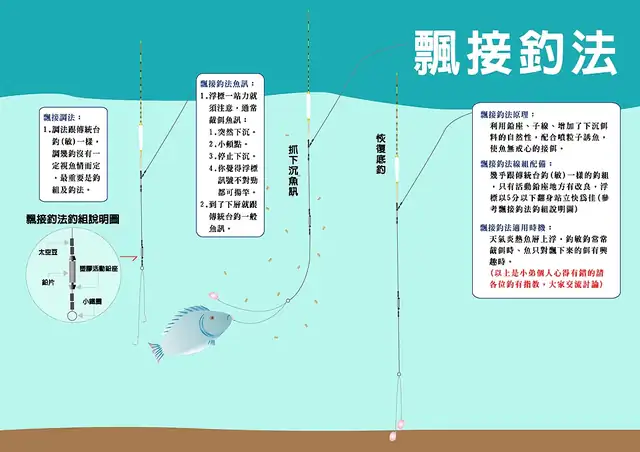 飄接釣法
飄接調法：
1.調法跟傳統台
釣(敏)一樣，
調幾釣沒有一
定視魚情而定
，最重要是釣
組及釣法。
飄接釣法魚訊：
1.浮標一站力就
須注意，通常
截餌魚訊：
1.突然下沉。
2.小頓點。
3.停止下沉。
4.你覺得浮標
訊號不對勁
都可揚竿。
2.到了下層就跟
傳統台釣一般
魚訊。
抓下沉魚訊
恢復底釣
飄接釣法原理：
利用鉛座、子線、增加了下沉餌
料的自然性，配合噴粒子誘魚，
使魚無戒心的接餌。
飄接釣法線組配備：
幾乎跟傳統台釣(敏)一樣的釣組
，只有活動鉛座地方有改良，浮
標以5分以下翻身站立快為佳(參
考飄接釣法釣組說明圖)
飄接釣法適用時機：
天氣炎熱魚層上浮，釣敏釣常常
截餌時、魚只對飄下來的餌有興
趣時。
(以上是小弟個人心得有錯的請
各位釣有指教，大家交流討論)
飄接釣法釣組說明圖
太空豆
塑膠活動鉛座
鉛片
小鐵圈